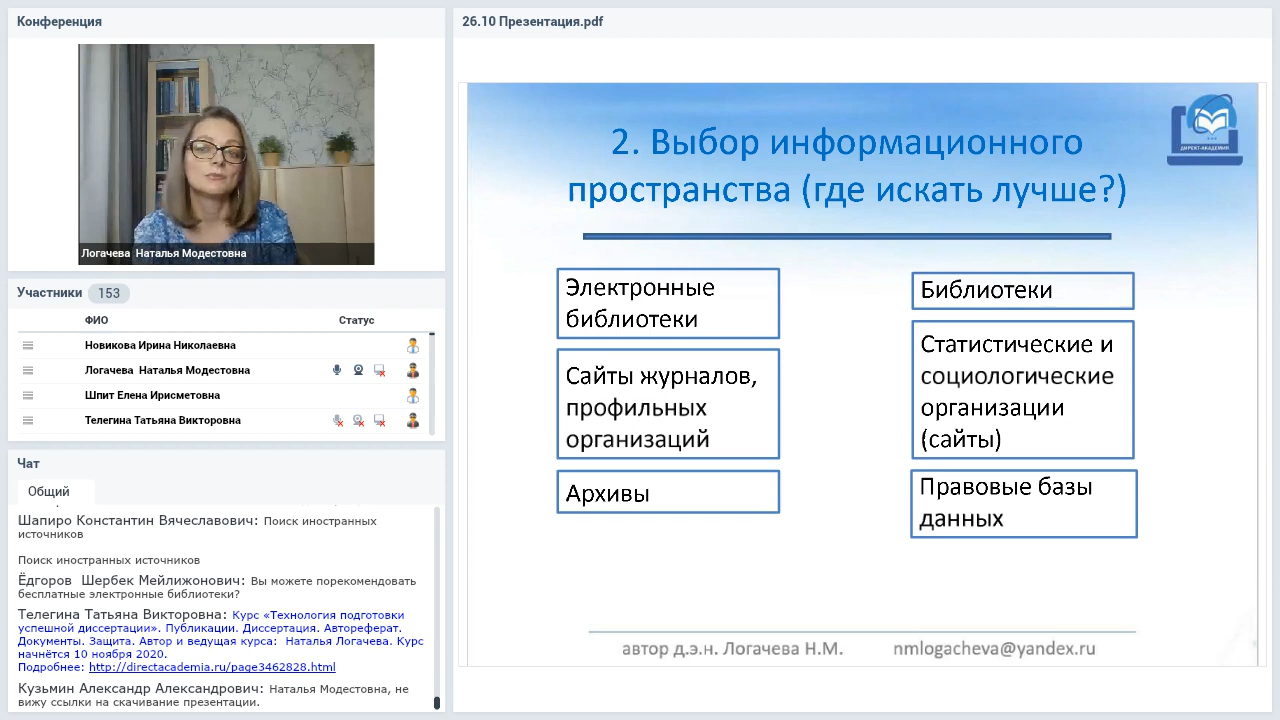 Конференция
Логачева  Наталья Модестовна
Участники 153
ФИО Статус
Новикова Ирина Николаевна
Логачева  Наталья Модестовна
Шпит Елена Ирисметовна
Телегина Татьяна Викторовна
Чат
Общий
Шапиро Константин Вячеславович: Поиск иностранных
источников
Поиск иностранных источников
Ёдгоров  Шербек Мейлижонович: Вы можете порекомендовать
бесплатные электронные библиотеки?
Телегина Татьяна Викторовна: Курс «Технология подготовки
успешной диссертации». Публикации. Диссертация. Автореферат.
Документы. Защита. Автор и ведущая курса:  Наталья Логачева. Курс
начнётся 10 ноября 2020.
Подробнее: http://directacademia.ru/page3462828.html
Кузьмин Александр Александрович: Наталья Модестовна, не
вижу ссылки на скачивание презентации.
26.10 Презентация.pdf
ДИРЕКТ-АКАДЕМИЯ
2. Выбор информационного
пространства (где искать лучше?)
Электронные
библиотеки
Сайты журналов,
профильных
организаций
Архивы
Библиотеки
Статистические и
социологические
организации
(сайты)
Правовые базы
данных
автор д.э.н. Логачева Н.М. nmlogacheva@yandex.ru